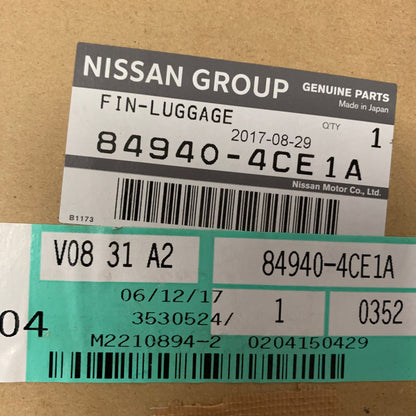 NISSAN GROUP GENUINE PARTS
Made in Japan
FIN-LUGGAGE
2017-08-29 Q'TY 1
84940-4CE1A
Nissan Motor Co., Ltd.
B1173
V08 31 A2 84940-4CE1A
06/12/17 1 0352
04 3530524/
M2210894-2 0204150429